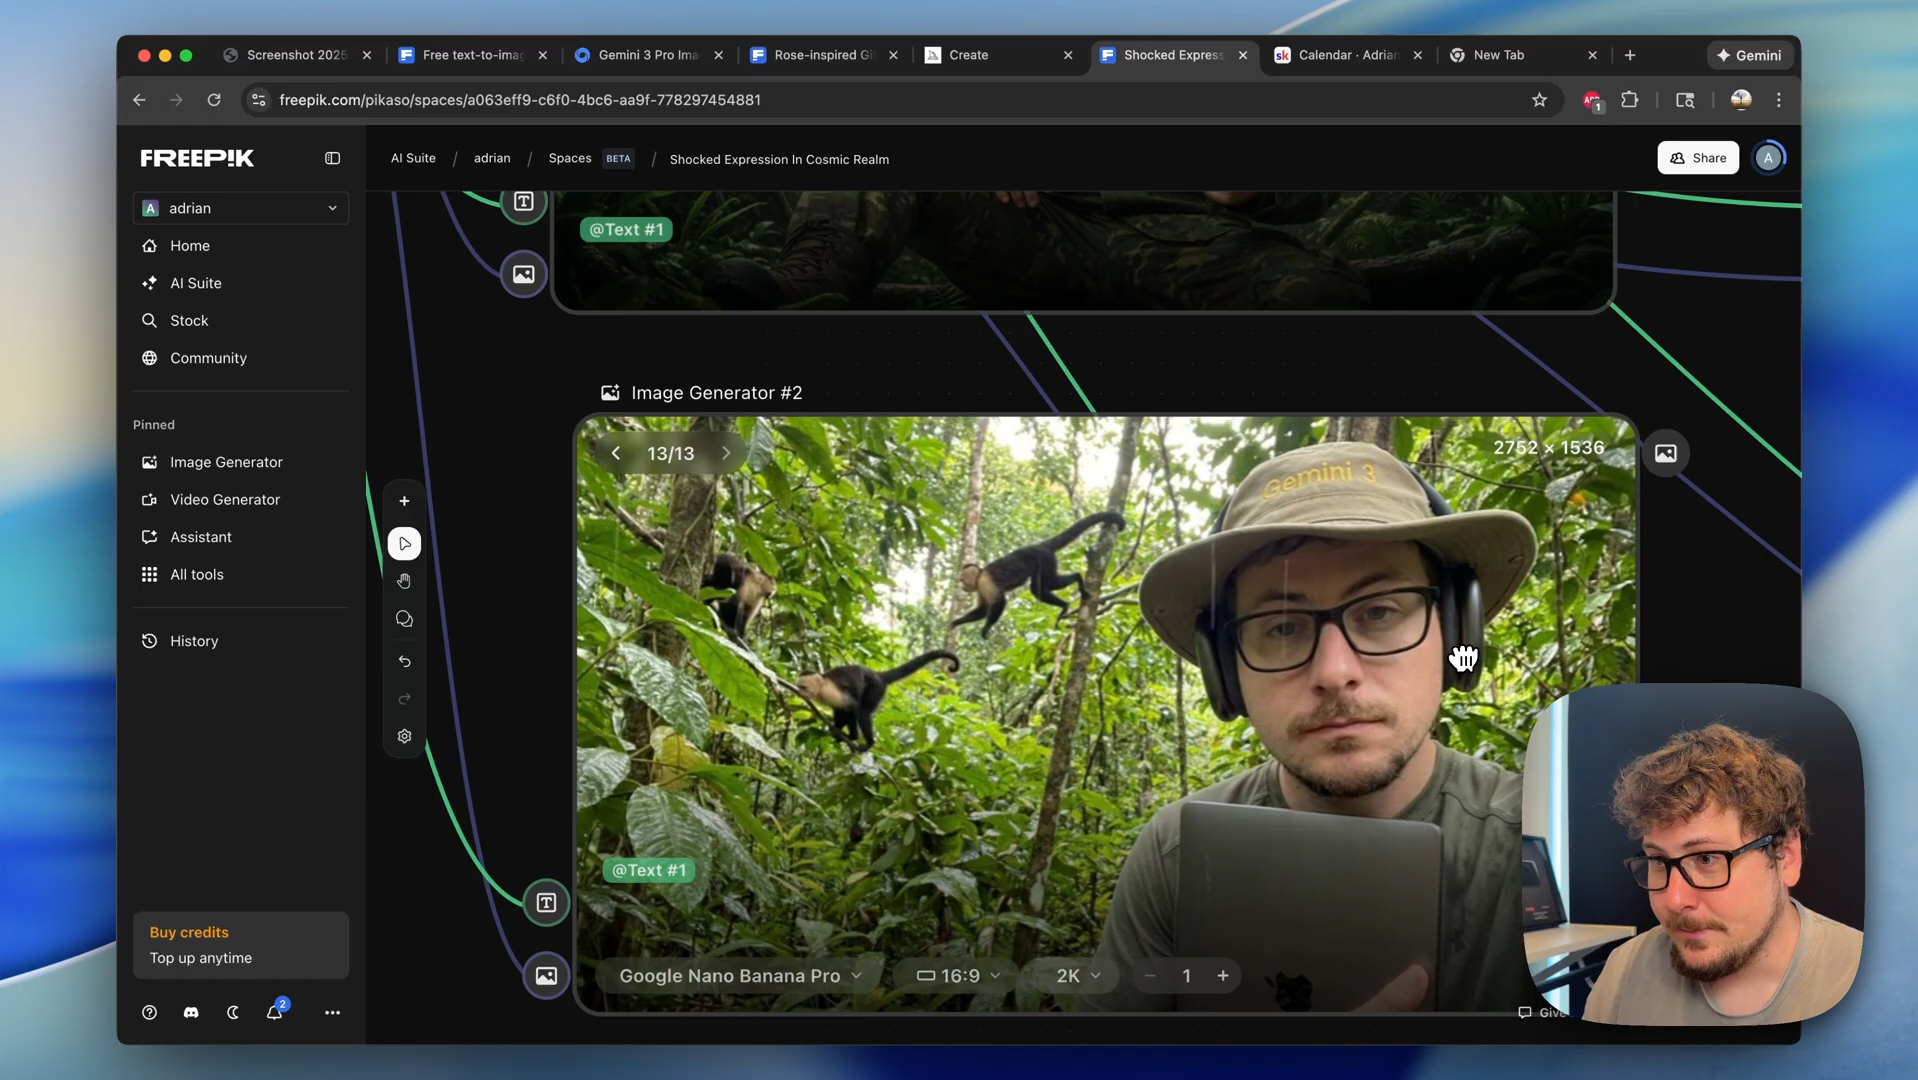 Screenshot 2025
Free text-to-imag
Gemini 3 Pro Ima
Rose-inspired Gi
Create
Shocked Express
sk
Calendar · Adrian
New Tab
Gemini
freepik.com/pikaso/spaces/a063eff9-c6f0-4bc6-aa9f-778297454881
1
FREEP!K
AI Suite / adrian / Spaces BETA / Shocked Expression In Cosmic Realm
Share
A
A adrian
Home
AI Suite
Stock
Community
Pinned
Image Generator
Video Generator
Assistant
All tools
History
Buy credits
Top up anytime
2
@Text #1
Image Generator #2
13/13
2752 × 1536
Gemini 3
@Text #1
Google Nano Banana Pro
16:9
2K
1
Give